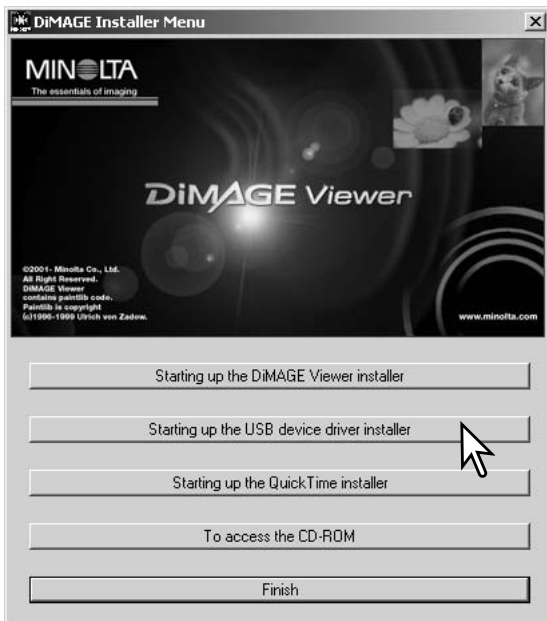 DiMAGE Installer Menu
MINOLTA
The essentials of imaging
DiMAGE Viewer
©2001- Minolta Co., Ltd.
All Right Reserved.
DiMAGE Viewer
contains paintlib code.
Paintlib is copyright
(c)1996-1999 Ulrich von Zadow.
www.minolta.com
Starting up the DiMAGE Viewer installer
Starting up the USB device driver installer
Starting up the QuickTime installer
To access the CD-ROM
Finish